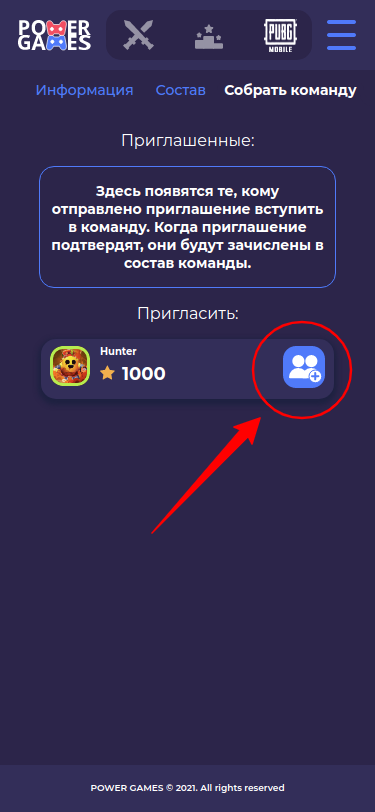 POWER
GAMES
PUBG
MOBILE
Информация Состав Собрать команду
Приглашенные:
Здесь появятся те, кому
отправлено приглашение вступить
в команду. Когда приглашение
подтвердят, они будут зачислены в
состав команды.
Пригласить:
Hunter
1000
POWER GAMES © 2021. All rights reserved